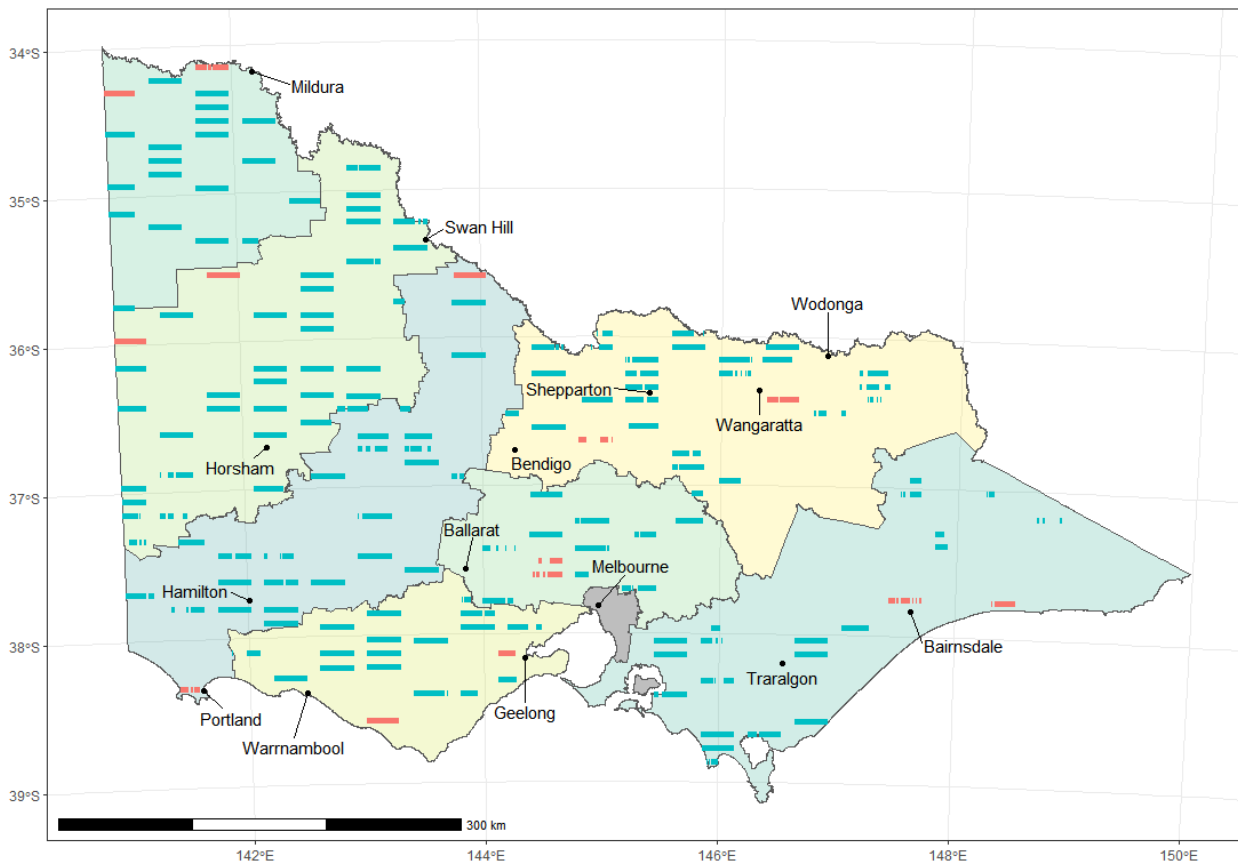 34°S
Mildura
35°S
Swan Hill
Wodonga
36°S
Shepparton
Wangaratta
Horsham
Bendigo
37°S
Ballarat
Melbourne
Hamilton
38°S
Bairnsdale
Traralgon
Portland
Geelong
Warrnambool
39°S
300 km
142°E
144°E
146°E
148°E
150°E